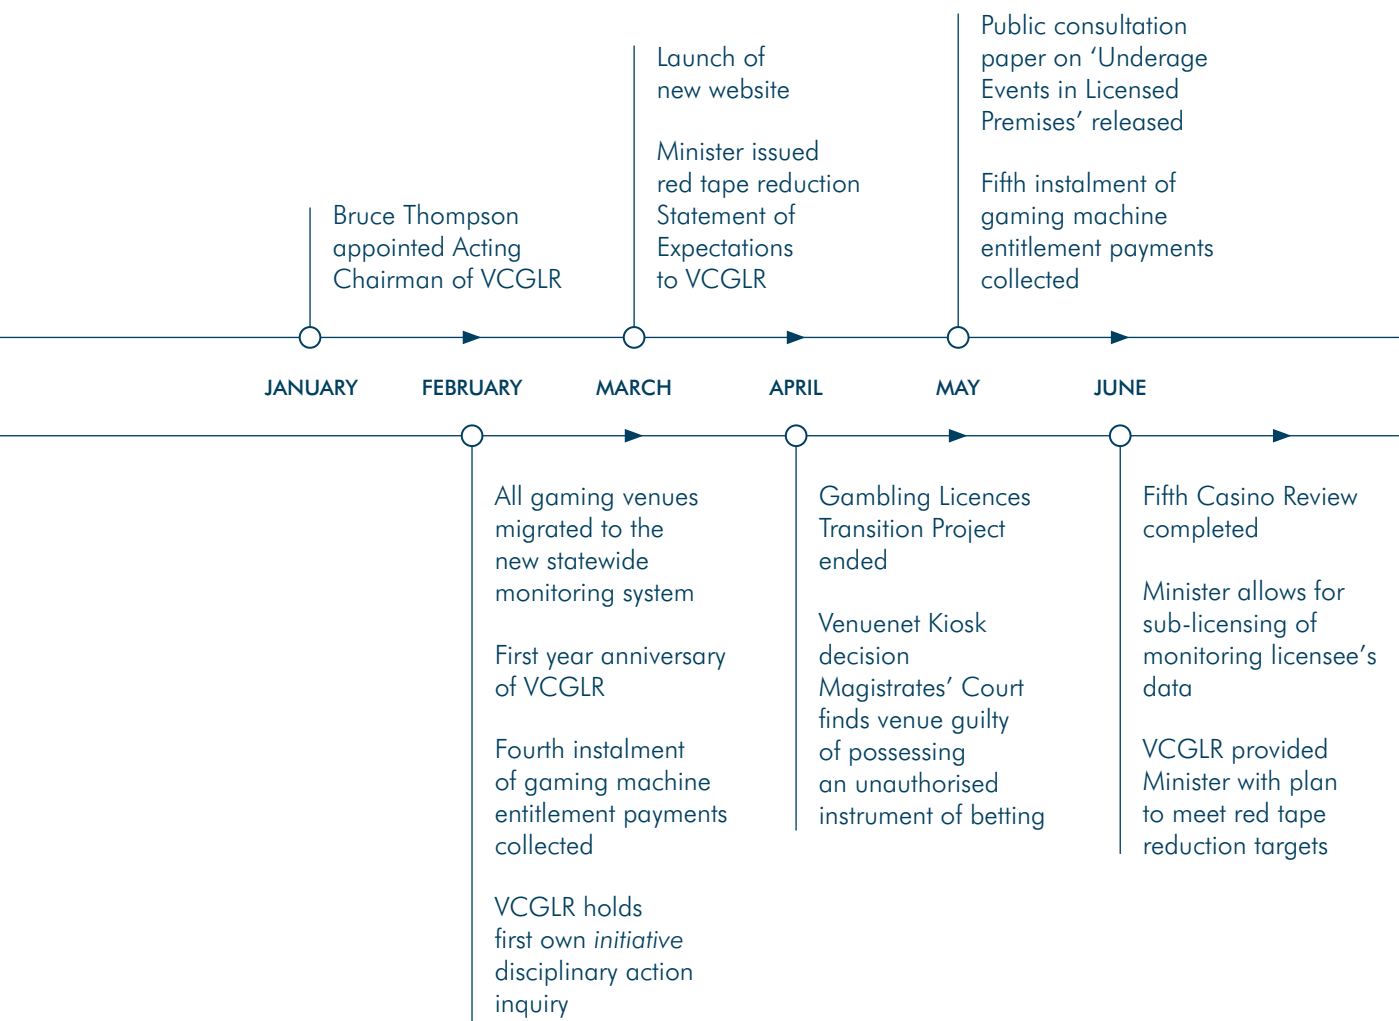 Bruce Thompson
appointed Acting
Chairman of VCGLR
Launch of
new website
Minister issued
red tape reduction
Statement of
Expectations
to VCGLR
Public consultation
paper on ‘Underage
Events in Licensed
Premises’ released
Fifth instalment of
gaming machine
entitlement payments
collected
JANUARY
FEBRUARY
MARCH
APRIL
MAY
JUNE
All gaming venues
migrated to the
new statewide
monitoring system
First year anniversary
of VCGLR
Fourth instalment
of gaming machine
entitlement payments
collected
VCGLR holds
first own initiative
disciplinary action
inquiry
Gambling Licences
Transition Project
ended
Venuenet Kiosk
decision
Magistrates’ Court
finds venue guilty
of possessing
an unauthorised
instrument of betting
Fifth Casino Review
completed
Minister allows for
sub-licensing of
monitoring licensee’s
data
VCGLR provided
Minister with plan
to meet red tape
reduction targets